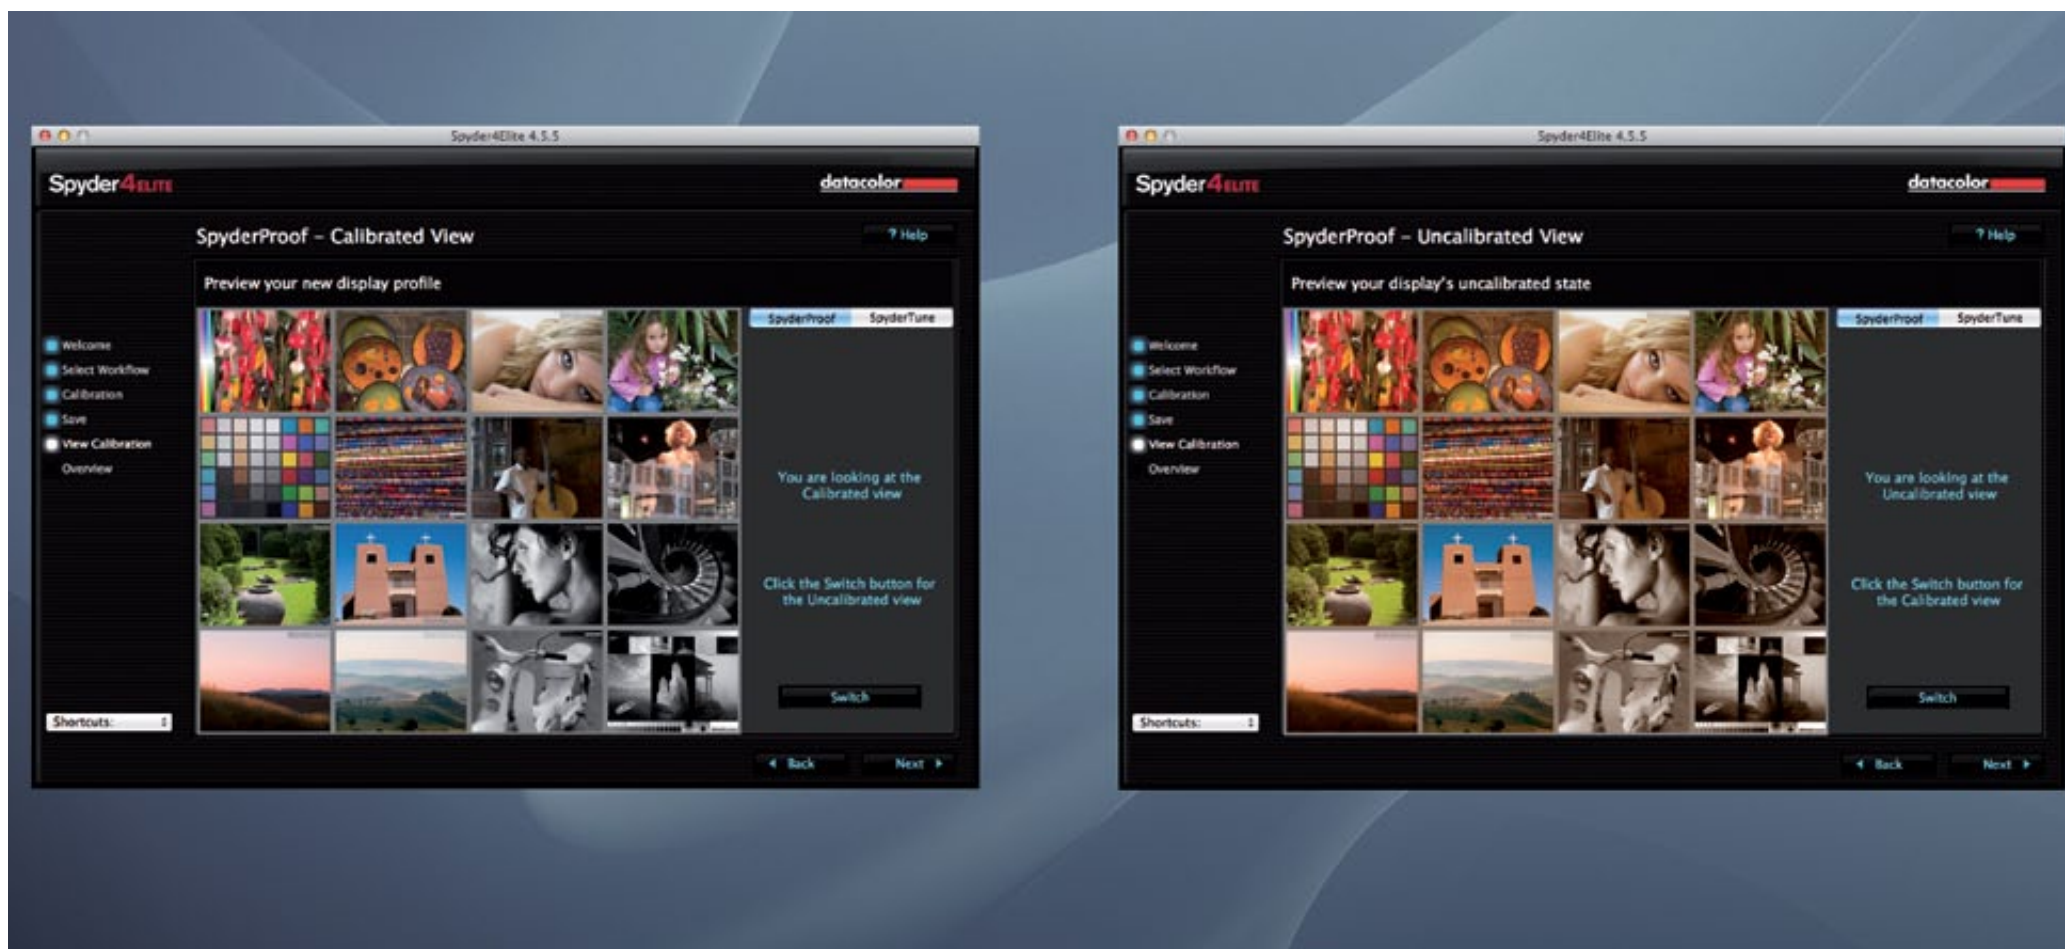 Spyder4Elite 4.5.5
Spyder4ELITE
datacolor
SpyderProof – Calibrated View
? Help
Preview your new display profile
SpyderProof
SpyderTune
Welcome
Select Workflow
Calibration
Save
View Calibration
Overview
You are looking at the
Calibrated view
Click the Switch button for
the Uncalibrated view
Switch
Shortcuts:
Back
Next
Spyder4Elite 4.5.5
Spyder4ELITE
datacolor
SpyderProof – Uncalibrated View
? Help
Preview your display's uncalibrated state
SpyderProof
SpyderTune
Welcome
Select Workflow
Calibration
Save
View Calibration
Overview
You are looking at the
Uncalibrated view
Click the Switch button for
the Calibrated view
Switch
Shortcuts:
Back
Next